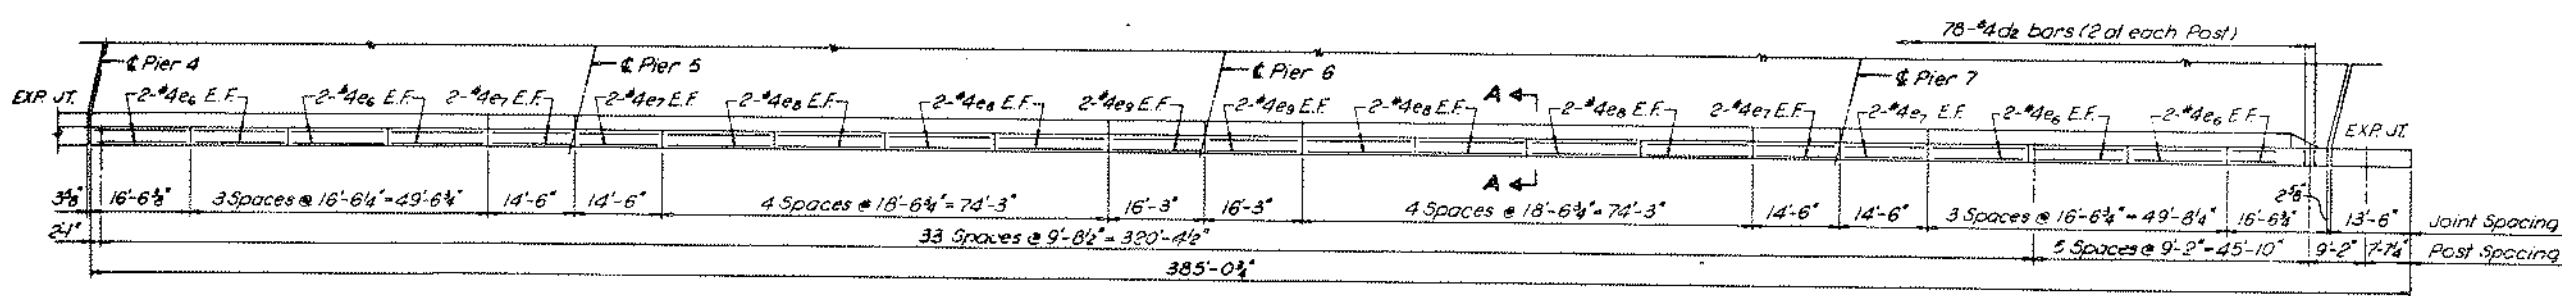 78-#4d2 bars (2 at each Post)
℄ Pier 4
℄ Pier 5
℄ Pier 6
℄ Pier 7
EXP. JT.
2-#4e6 E.F.
2-#4e6 E.F.
2-#4e7 E.F.
2-#4e7 E.F.
2-#4e8 E.F.
2-#4e8 E.F.
2-#4e9 E.F.
2-#4e9 E.F.
2-#4e8 E.F.
A
2-#4e8 E.F.
2-#4e7 E.F.
2-#4e7 E.F.
2-#4e6 E.F.
2-#4e6 E.F.
EXP. JT.
A
16'-6⅜"
3 Spaces @ 16'-6¼"=49'-6¾"
14'-6"
14'-6"
4 Spaces @ 18'-6¾"=74'-3"
16'-3"
16'-3"
4 Spaces @ 18'-6¾"=74'-3"
14'-6"
14'-6"
3 Spaces @ 16'-6¾"=49'-8¼"
16'-6¾"
2⅝"
13'-6"
Joint Spacing
33 Spaces @ 9'-8½"=320'-4½"
5 Spaces @ 9'-2"=45'-10"
9'-2"
7'-7¼"
Post Spacing
385'-0¾"